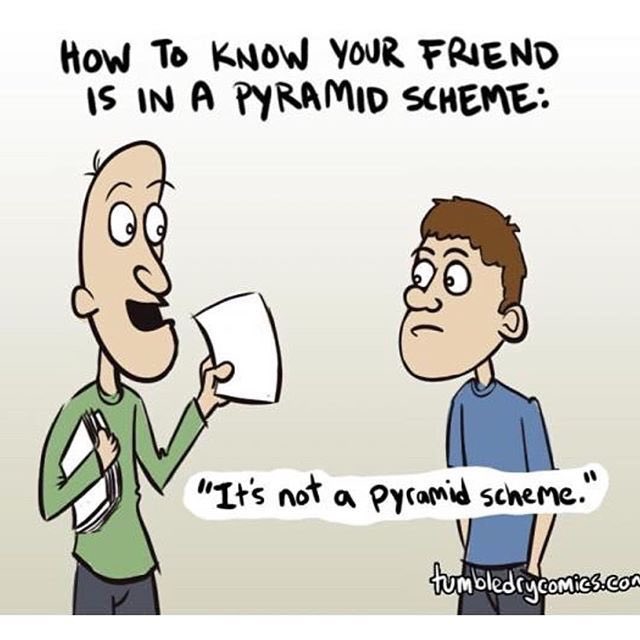 HOW TO KNOW YOUR FRIEND
IS IN A PYRAMID SCHEME:
"It's not a pyramid scheme."
tumbledrycomics.com